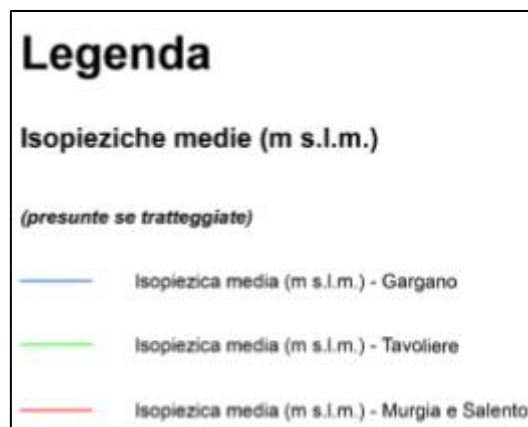 Legenda
Isopieziche medie (m s.l.m.)
(presunte se tratteggiate)
Isopiezica media (m s.l.m.) - Gargano
Isopiezica media (m s.l.m.) - Tavoliere
Isopiezica media (m s.l.m.) - Murgia e Salento